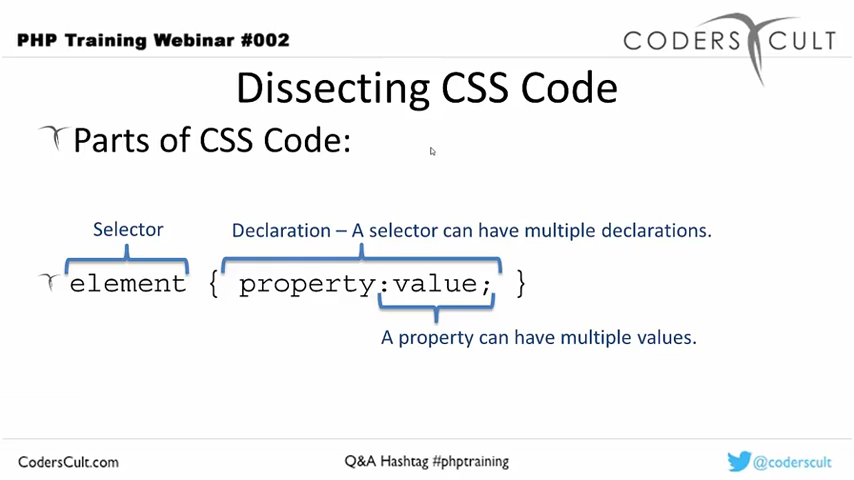 PHP Training Webinar #002
CODERS CULT
Dissecting CSS Code
Parts of CSS Code:
Selector
Declaration – A selector can have multiple declarations.
element { property:value; }
A property can have multiple values.
CodersCult.com
Q&A Hashtag #phptraining
@coderscult